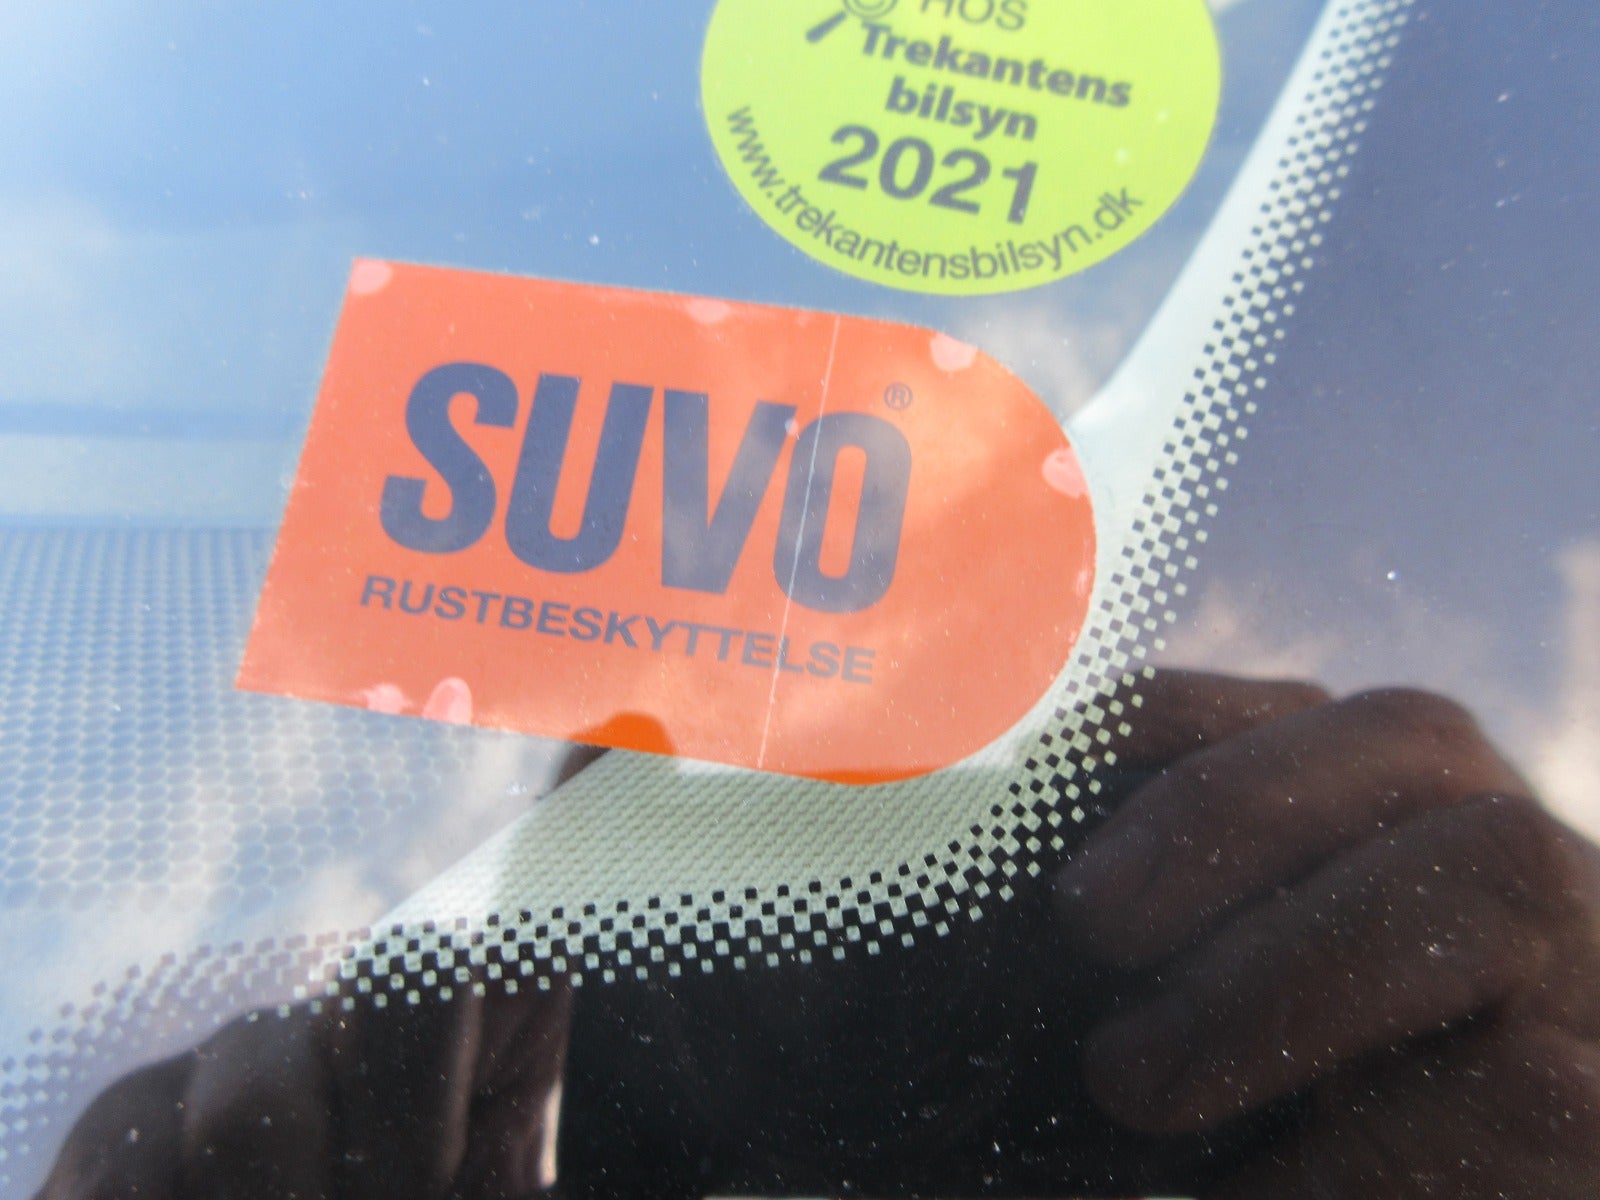 HOS
Trekantens
bilsyn
2021
www.trekantensbilsyn.dk
SUVO®
RUSTBESKYTTELSE